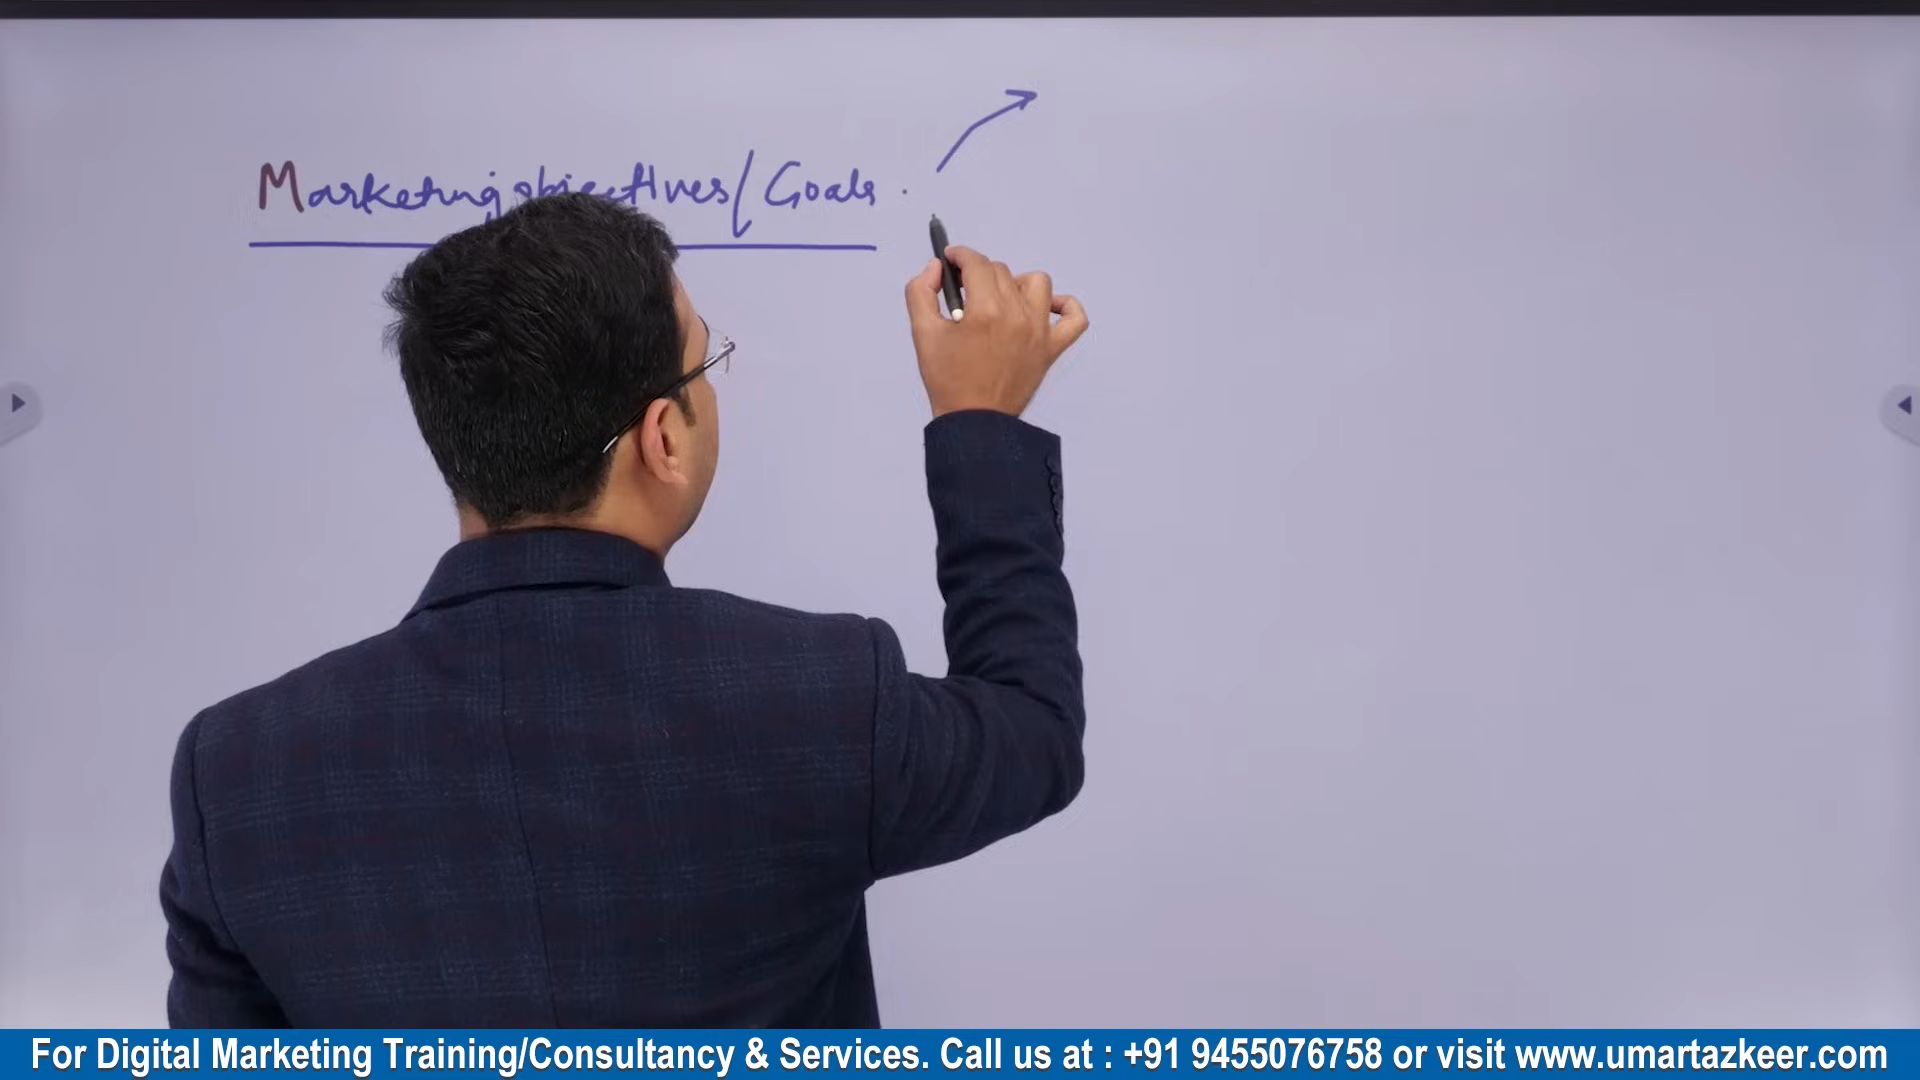 Marketing objectives/Goals.
For Digital Marketing Training/Consultancy & Services. Call us at : +91 9455076758 or visit www.umartazkeer.com